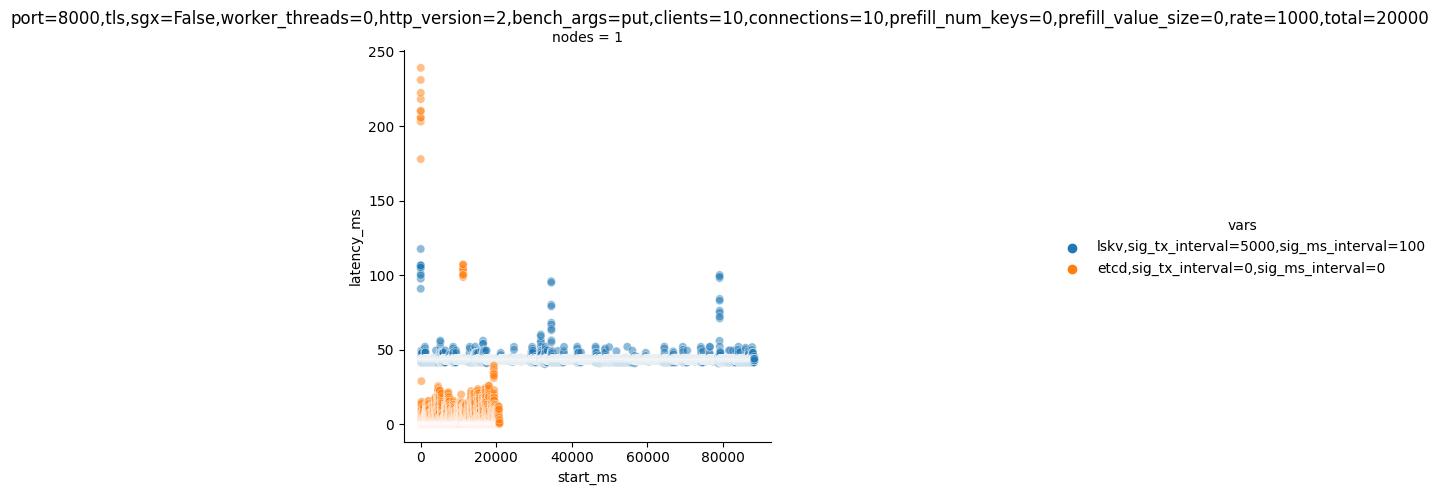 port=8000,tls,sgx=False,worker_threads=0,http_version=2,bench_args=put,clients=10,connections=10,prefill_num_keys=0,prefill_value_size=0,rate=1000,total=20000
nodes = 1
250
200
150
100
50
0
latency_ms
0 20000 40000 60000 80000
start_ms
vars
lskv,sig_tx_interval=5000,sig_ms_interval=100
etcd,sig_tx_interval=0,sig_ms_interval=0